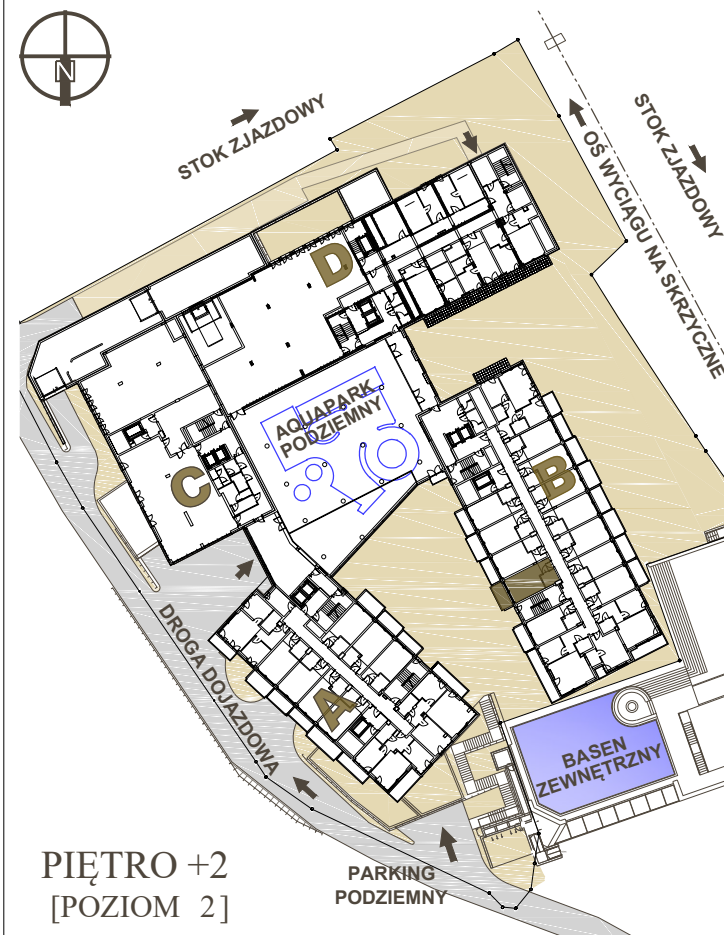 N
STOK ZJAZDOWY
STOK ZJAZDOWY
OŚ WYCIĄGU NA SKRZYCZNE
D
AQUAPARK
PODZIEMNY
B
C
DROGA DOJAZDOWA
A
BASEN
ZEWNĘTRZNY
PIĘTRO +2
[POZIOM 2]
PARKING
PODZIEMNY